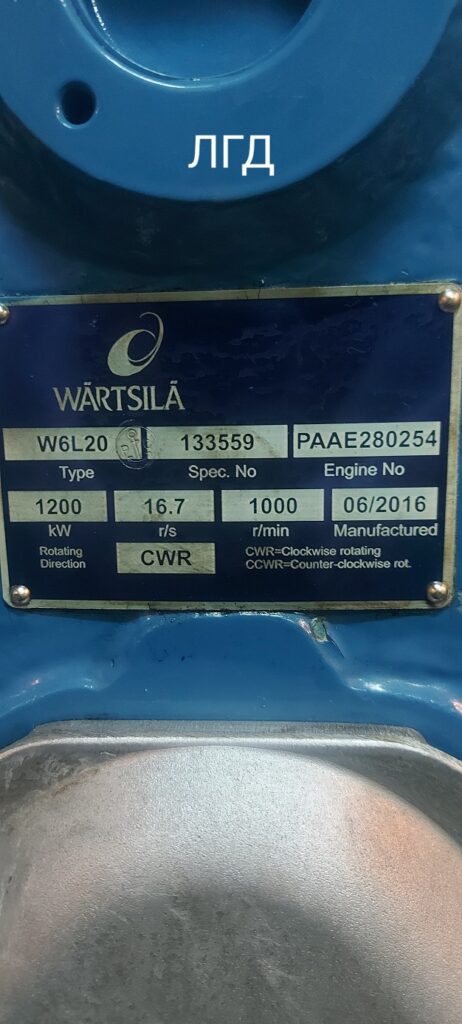 ЛГД
WÄRTSILÄ
W6L20 133559 PAAE280254
Type Spec. No Engine No
1200 16.7 1000 06/2016
kW r/s r/min Manufactured
Rotating Direction CWR CWR=Clockwise rotating
CCWR=Counter-clockwise rot.